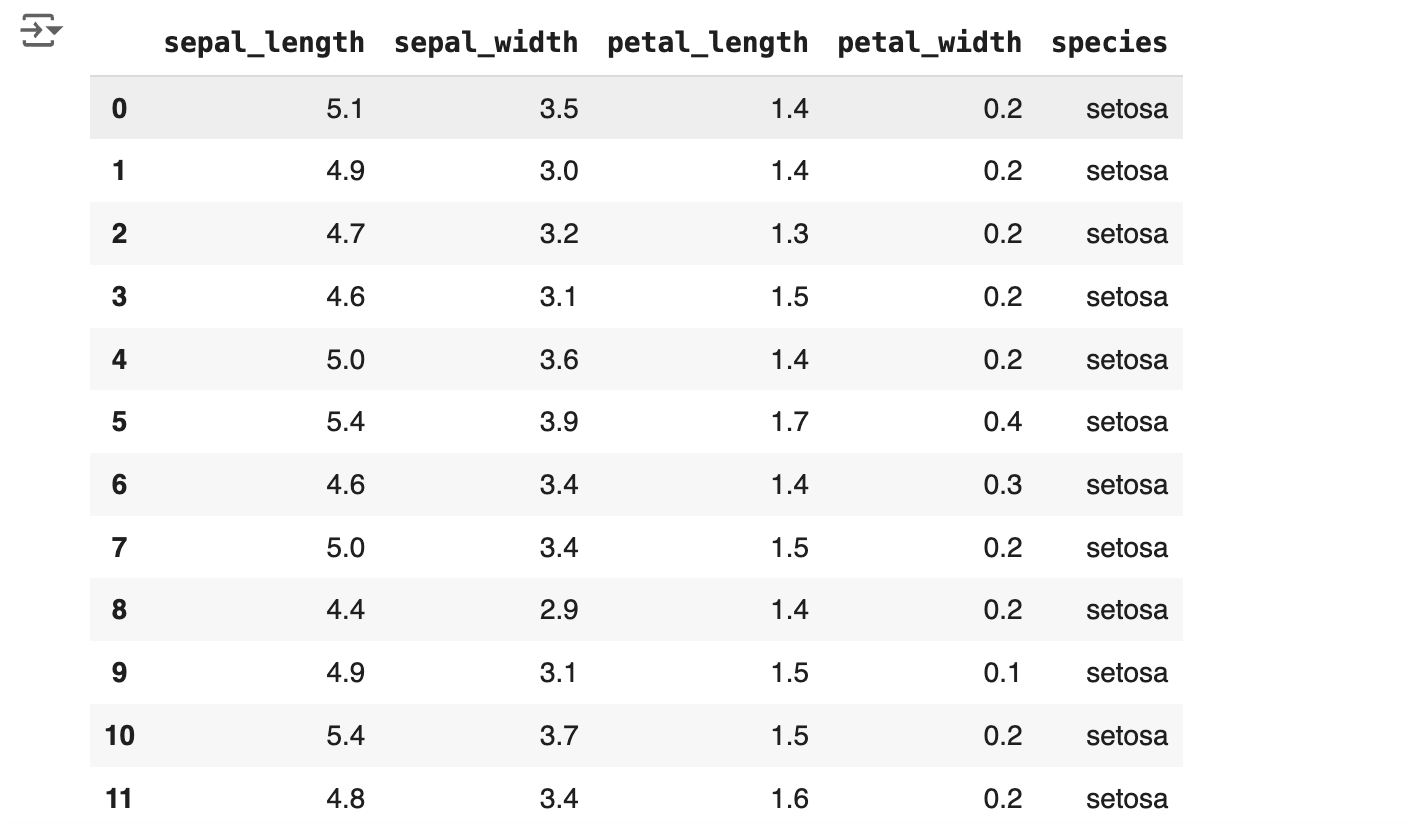 sepal_length sepal_width petal_length petal_width species
0 5.1 3.5 1.4 0.2 setosa
1 4.9 3.0 1.4 0.2 setosa
2 4.7 3.2 1.3 0.2 setosa
3 4.6 3.1 1.5 0.2 setosa
4 5.0 3.6 1.4 0.2 setosa
5 5.4 3.9 1.7 0.4 setosa
6 4.6 3.4 1.4 0.3 setosa
7 5.0 3.4 1.5 0.2 setosa
8 4.4 2.9 1.4 0.2 setosa
9 4.9 3.1 1.5 0.1 setosa
10 5.4 3.7 1.5 0.2 setosa
11 4.8 3.4 1.6 0.2 setosa